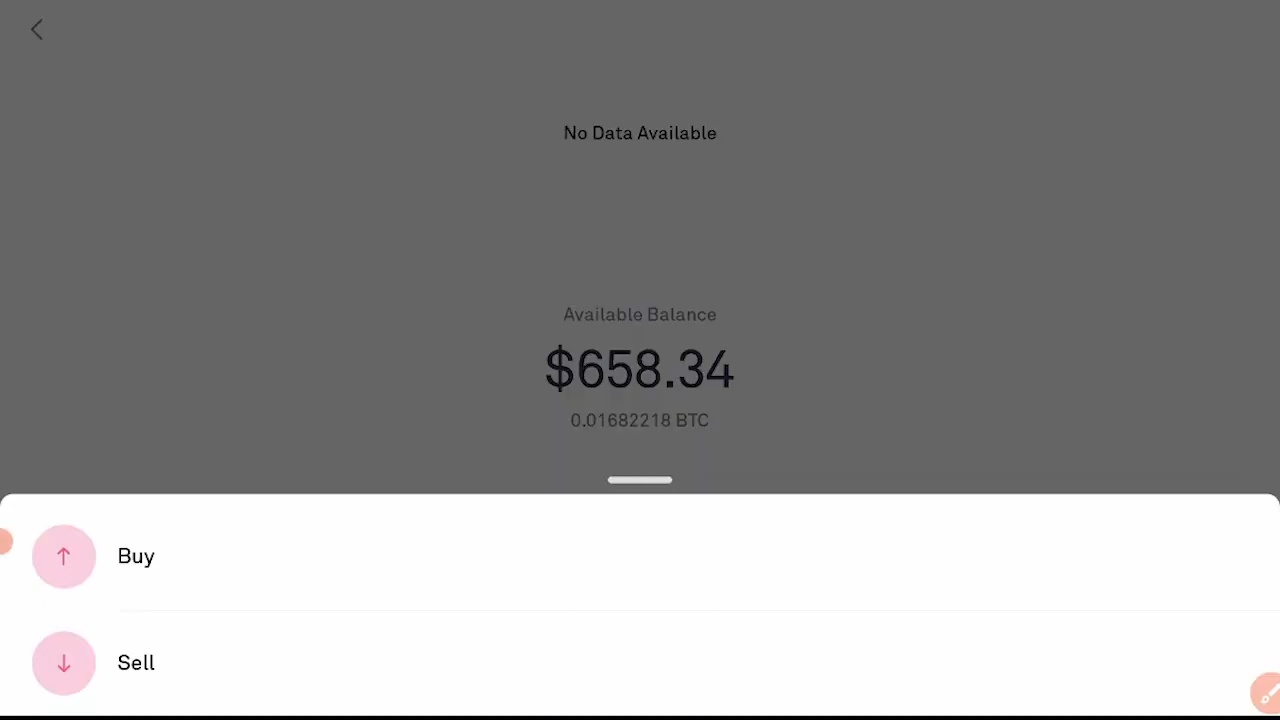 No Data Available
Available Balance
$658.34
0.01682218 BTC
Buy
Sell